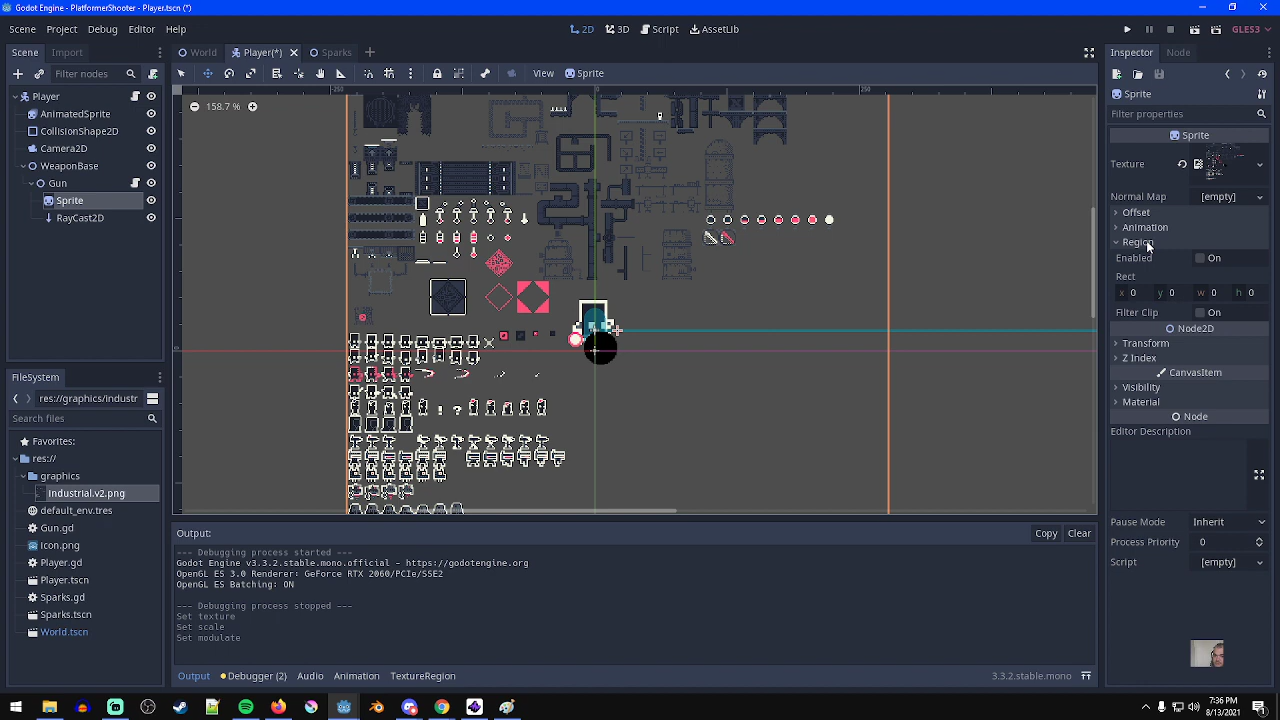 Godot Engine - PlatformerShooter - Player.tscn (*)
Scene Project Debug Editor Help
2D 3D Script AssetLib
GLES3
Scene Import
World Player(*) Sparks
Inspector Node
Filter nodes
View Sprite
-250 0 250
158.7 %
Sprite
Filter properties
Player
AnimatedSprite
CollisionShape2D
Camera2D
WeaponBase
Gun
Sprite
RayCast2D
Sprite
Texture
Normal Map [empty]
Offset
Animation
Region
Enabled On
Rect
x 0 y 0 w 0 h 0
Filter Clip On
Node2D
Transform
Z Index
CanvasItem
Visibility
Material
Node
Editor Description
Pause Mode Inherit
Process Priority 0
Script [empty]
FileSystem
res://graphics/industr
Search files
Favorites:
res://
graphics
industrial.v2.png
default_env.tres
Gun.gd
icon.png
Player.gd
Player.tscn
Sparks.gd
Sparks.tscn
World.tscn
Output: Copy Clear
--- Debugging process started ---
Godot Engine v3.3.2.stable.mono.official - https://godotengine.org
OpenGL ES 3.0 Renderer: GeForce RTX 2060/PCIe/SSE2
OpenGL ES Batching: ON
--- Debugging process stopped ---
Set texture
Set scale
Set modulate
Output Debugger (2) Audio Animation TextureRegion 3.3.2.stable.mono
7:36 PM
8/13/2021